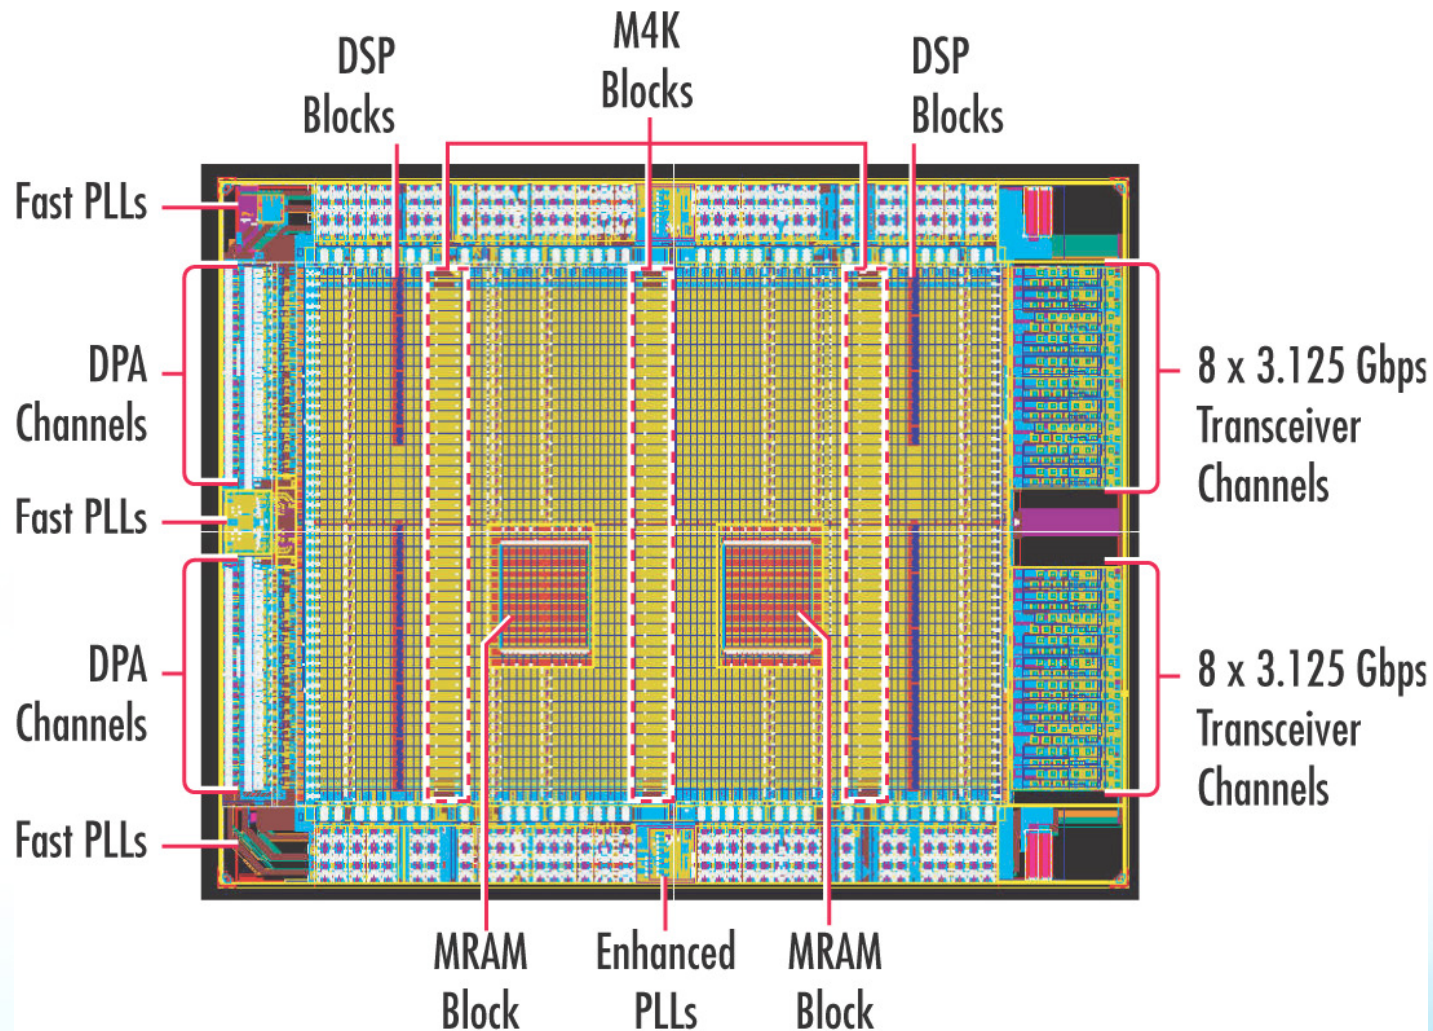 DSP
Blocks
M4K
Blocks
DSP
Blocks
Fast PLLs
DPA
Channels
Fast PLLs
DPA
Channels
Fast PLLs
8 x 3.125 Gbps
Transceiver
Channels
8 x 3.125 Gbps
Transceiver
Channels
MRAM
Block
Enhanced
PLLs
MRAM
Block